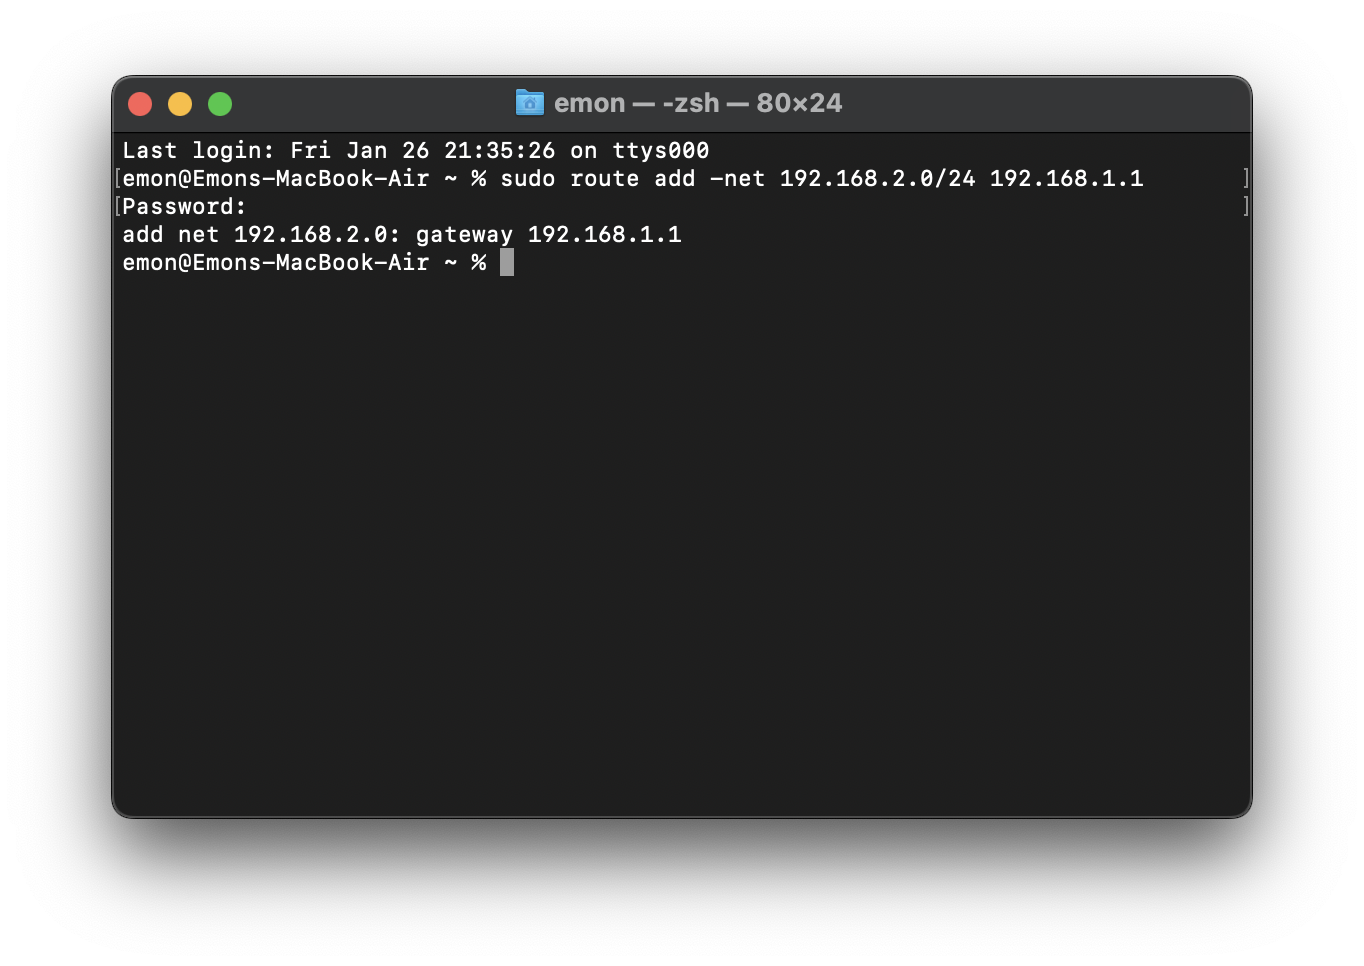 emon — -zsh — 80×24
Last login: Fri Jan 26 21:35:26 on ttys000
[emon@Emons-MacBook-Air ~ % sudo route add -net 192.168.2.0/24 192.168.1.1 ]
[Password: ]
add net 192.168.2.0: gateway 192.168.1.1
emon@Emons-MacBook-Air ~ %